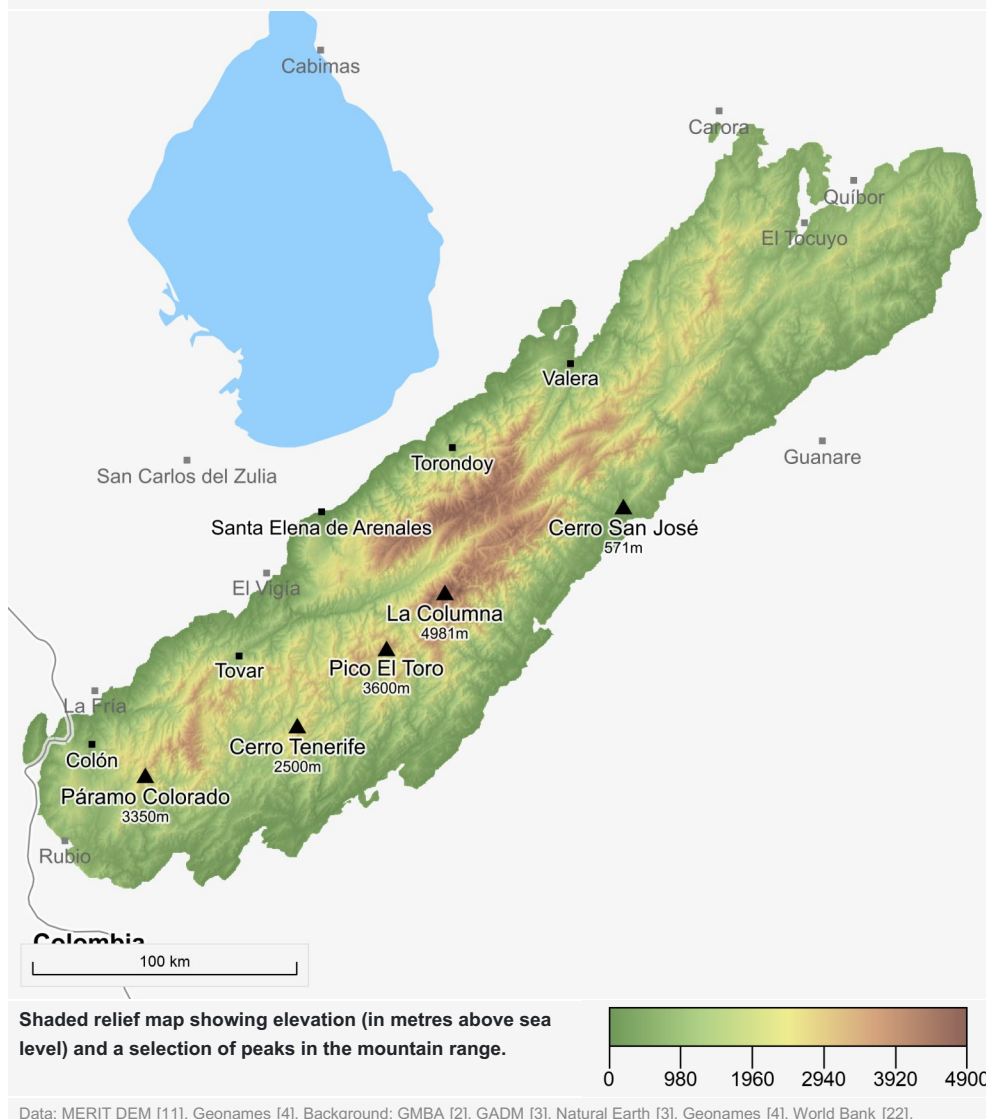 Cabimas
Carora
Quíbor
El Tocuyo
Valera
Torondoy
Guanare
San Carlos del Zulia
Santa Elena de Arenales
Cerro San José
571m
El Vigía
La Columna
4981m
Tovar
Pico El Toro
3600m
La Fría
Cerro Tenerife
2500m
Colón
Páramo Colorado
3350m
Rubio
Colombia
100 km
Shaded relief map showing elevation (in metres above sea
level) and a selection of peaks in the mountain range.
0 980 1960 2940 3920 4900
Data: MERIT DEM [11], Geonames [4], Background: GMBA [2], GADM [3], Natural Earth [3], Geonames [4], World Bank [22],